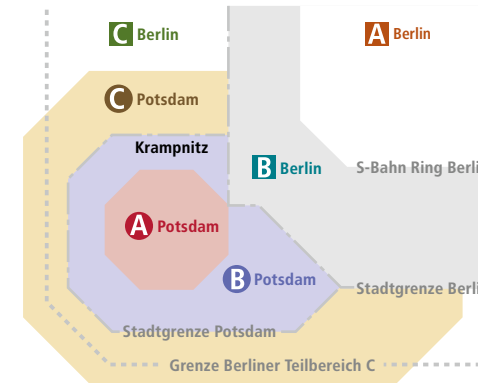 C Berlin
A Berlin
C Potsdam
Krampnitz
B Berlin
S-Bahn Ring Berli
A Potsdam
B Potsdam
Stadtgrenze Berli
Stadtgrenze Potsdam
Grenze Berliner Teilbereich C